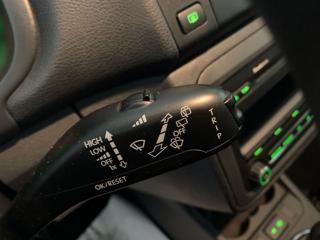 HIGH
LOW
OFF
1x
OFF
TRIP
OK/RESET